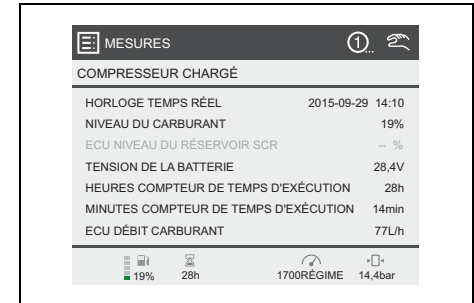 MESURES 1...
COMPRESSEUR CHARGÉ
HORLOGE TEMPS RÉEL 2015-09-29 14:10
NIVEAU DU CARBURANT 19%
ECU NIVEAU DU RÉSERVOIR SCR -- %
TENSION DE LA BATTERIE 28,4V
HEURES COMPTEUR DE TEMPS D'EXÉCUTION 28h
MINUTES COMPTEUR DE TEMPS D'EXÉCUTION 14min
ECU DÉBIT CARBURANT 77L/h
19% 28h 1700RÉGIME 14,4bar